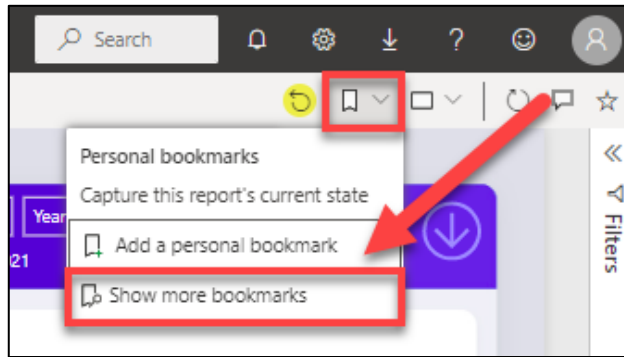 Search
?
Personal bookmarks
Capture this report's current state
Year
Add a personal bookmark
21
Show more bookmarks
Filters